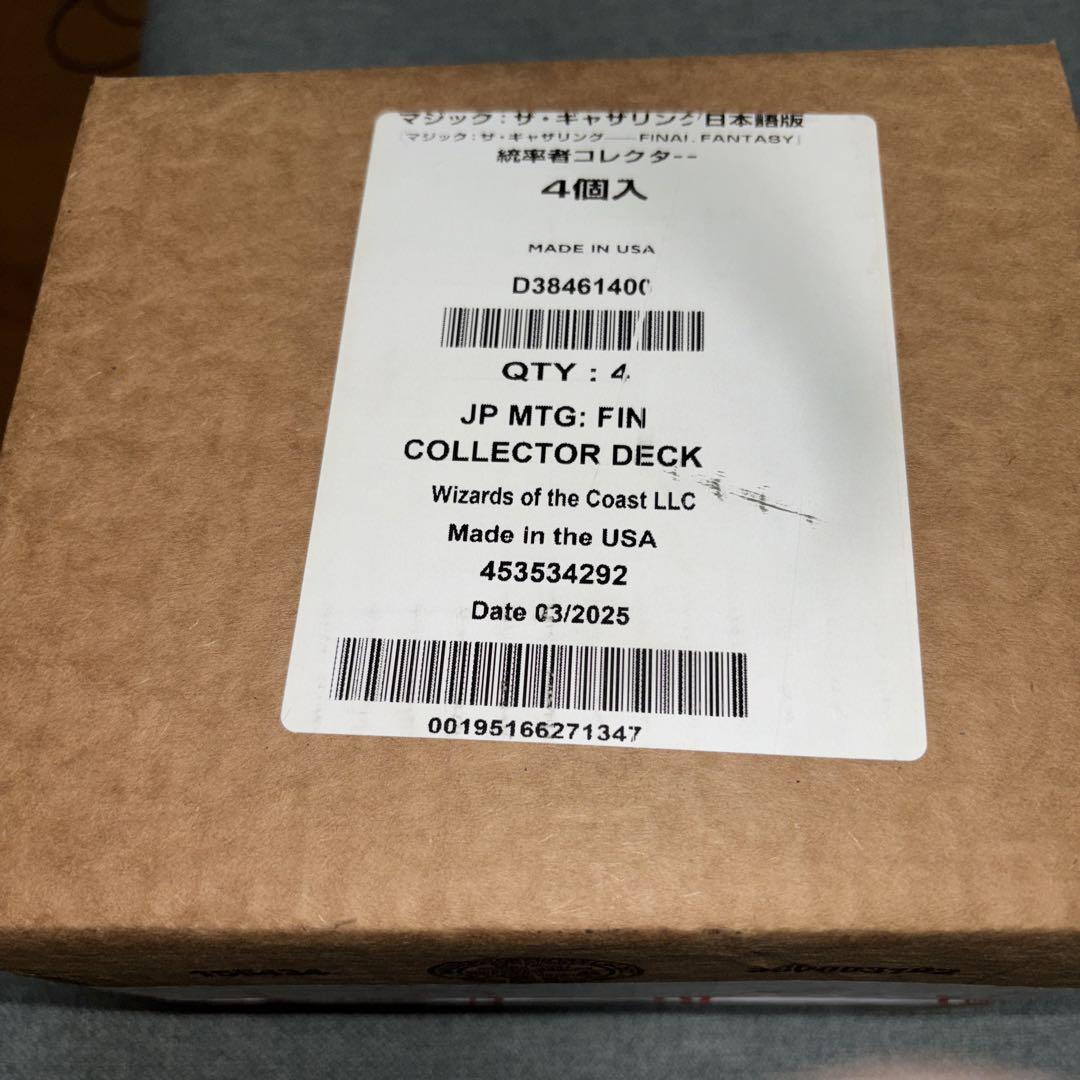 マジック：ザ・ギャザリング日本語版
（マジック：ザ・ギャザリング——FINAL FANTASY）
統率者コレクター
4個入
MADE IN USA
D38461400
QTY : 4
JP MTG: FIN
COLLECTOR DECK
Wizards of the Coast LLC
Made in the USA
453534292
Date 03/2025
00195166271347